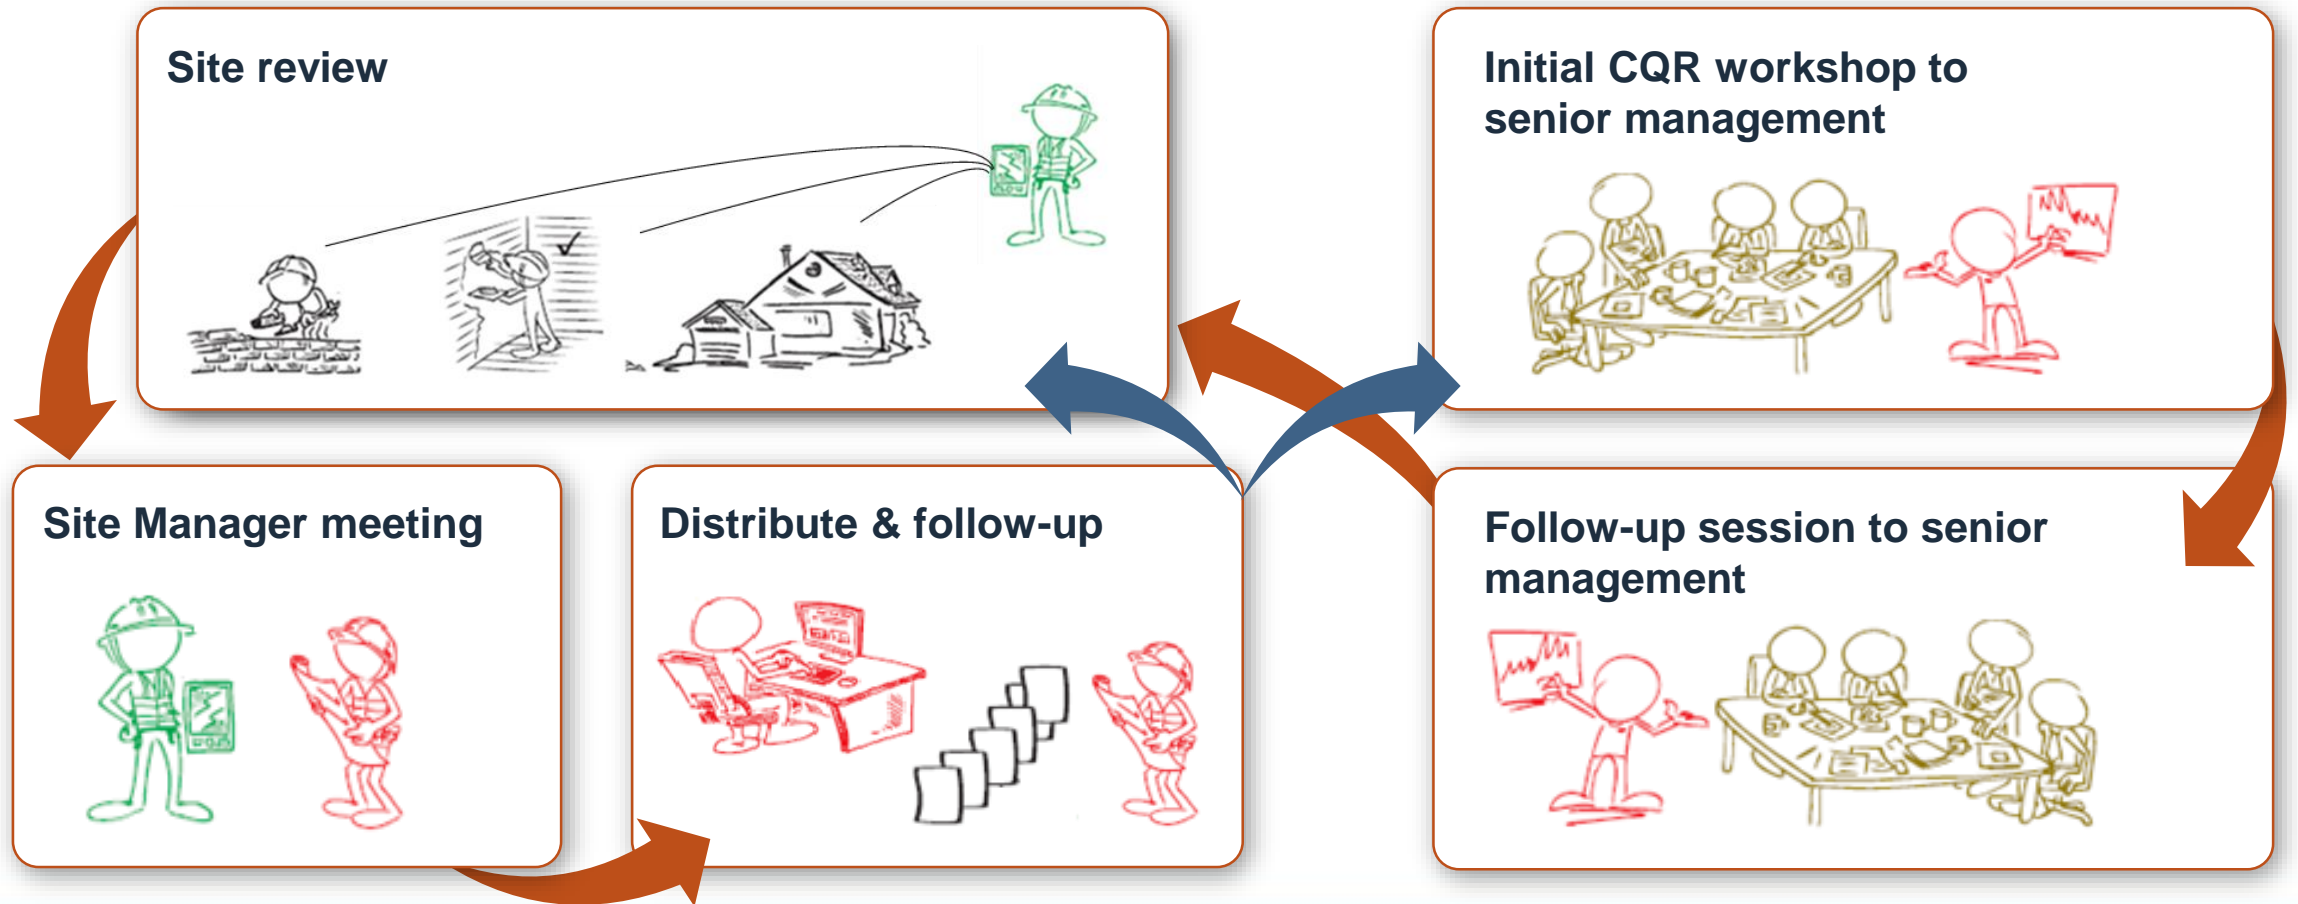 Site review
Initial CQR workshop to
senior management
Site Manager meeting
Distribute & follow-up
Follow-up session to senior
management